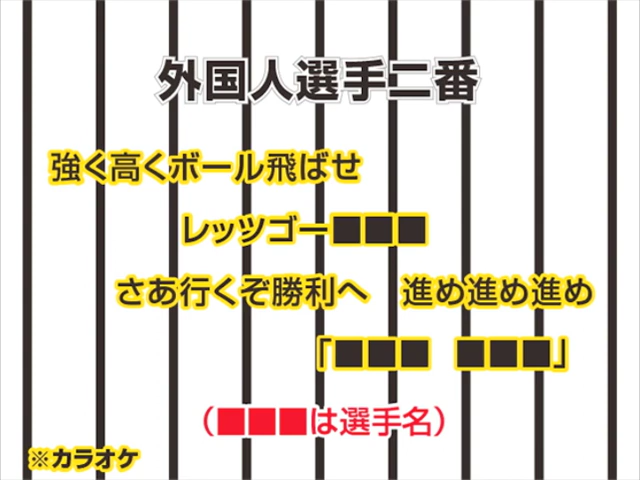 外国人選手二番
強く高くボール飛ばせ
レッツゴー■■■
さあ行くぞ勝利へ　進め進め進め
「■■■　■■■」
（■■■は選手名）
※カラオケ